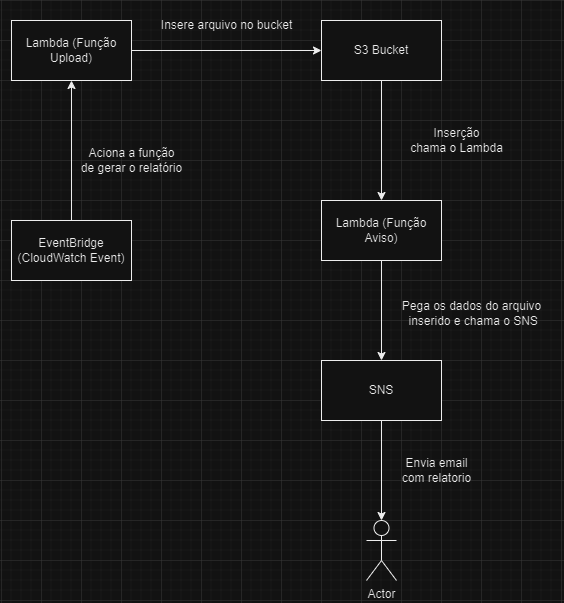 Insere arquivo no bucket
Lambda (Função
Upload)
S3 Bucket
Aciona a função
de gerar o relatório
Inserção
chama o Lambda
EventBridge
(CloudWatch Event)
Lambda (Função
Aviso)
Pega os dados do arquivo
inserido e chama o SNS
SNS
Envia email
com relatorio
Actor